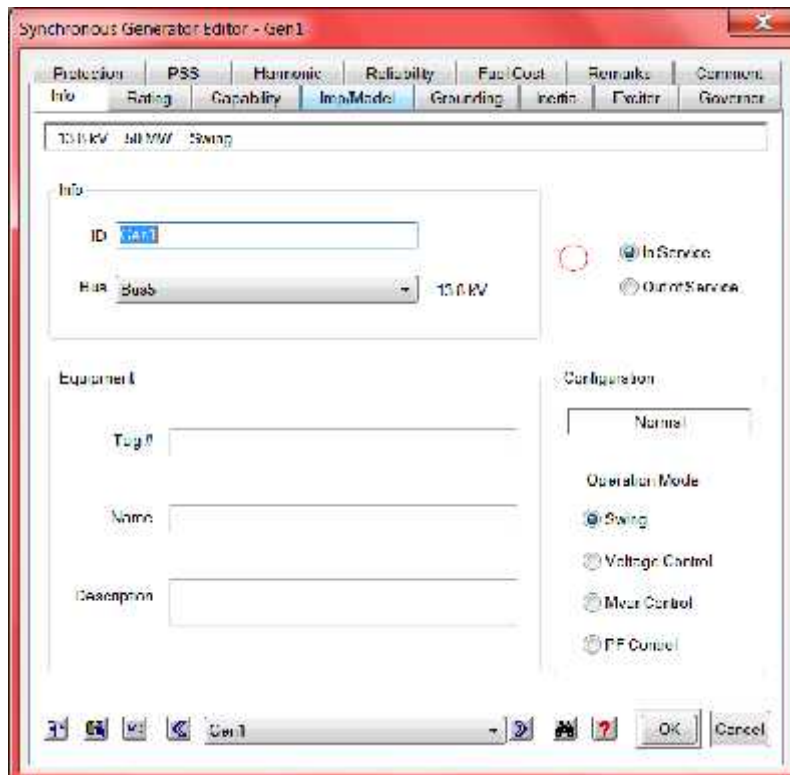 Synchronous Generator Editor - Gen1
Protection PSS Harmonic Reliability Fuel Cost Remarks Comment
Info Rating Capability Imp/Model Grounding Inertia Exciter Governor
13.8 kV 50 MW Swing
Info
ID Gen1
Bus Bus5 13.8 kV
In Service
Out of Service
Equipment
Configuration
Tag #
Normal
Operation Mode
Name
Swing
Voltage Control
Description
Mvar Control
PF Control
Gen1
? OK Cancel